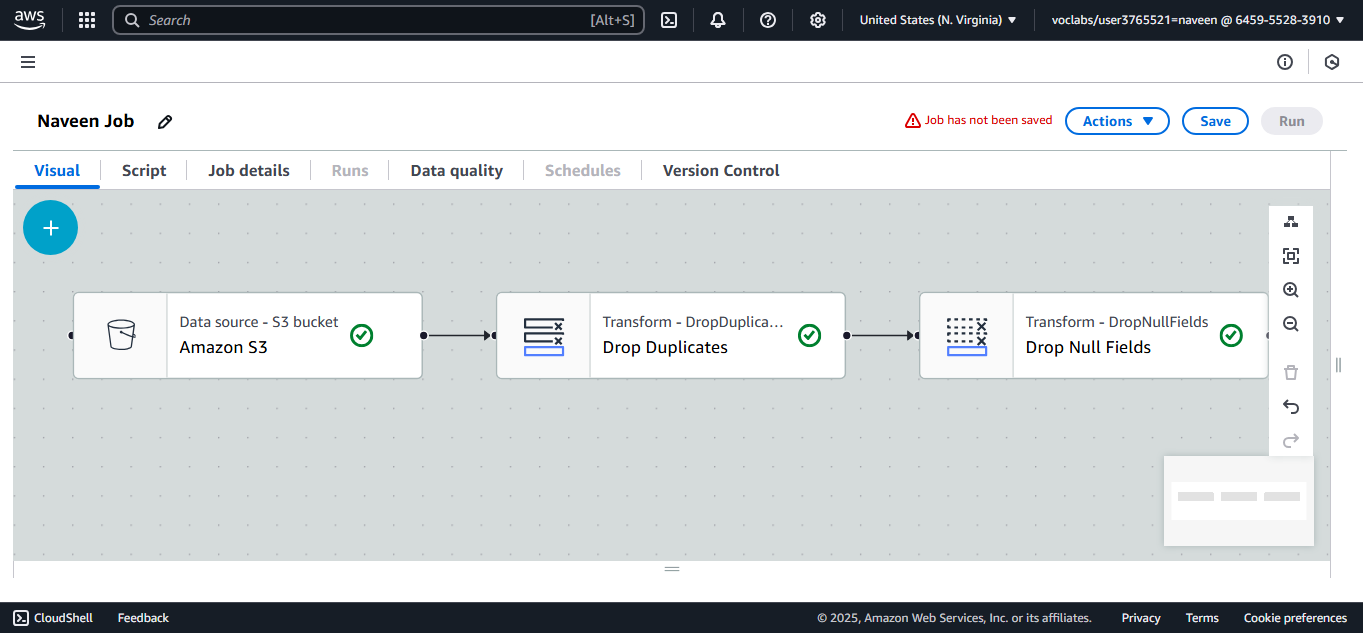 aws Search [Alt+S] United States (N. Virginia) voclabs/user3765521=naveen @ 6459-5528-3910
Naveen Job Job has not been saved Actions Save Run
Visual Script Job details Runs Data quality Schedules Version Control
Data source - S3 bucket
Amazon S3
Transform - DropDuplica...
Drop Duplicates
Transform - DropNullFields
Drop Null Fields
CloudShell Feedback © 2025, Amazon Web Services, Inc. or its affiliates. Privacy Terms Cookie preferences